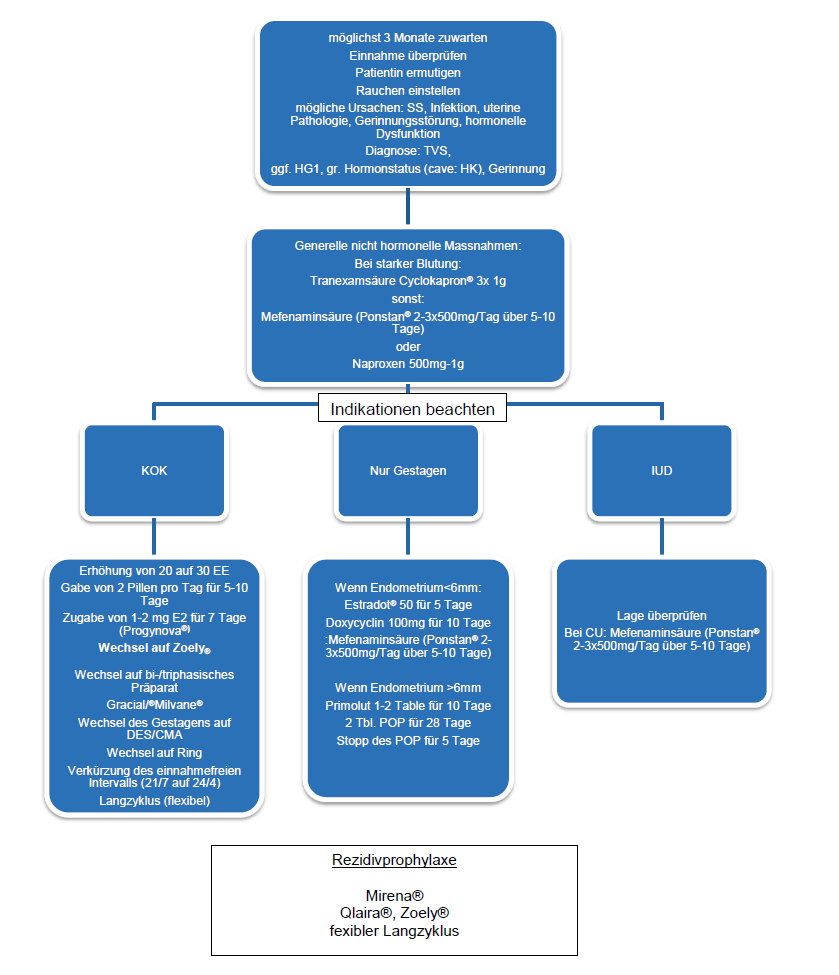 möglichst 3 Monate zuwarten
Einnahme überprüfen
Patientin ermutigen
Rauchen einstellen
mögliche Ursachen: SS, Infektion, uterine
Pathologie, Gerinnungsstörung, hormonelle
Dysfunktion
Diagnose: TVS,
ggf. HG1, gr. Hormonstatus (cave: HK), Gerinnung
Generelle nicht hormonelle Massnahmen:
Bei starker Blutung:
Tranexamsäure Cyclokapron® 3x 1g
sonst:
Mefenaminsäure (Ponstan® 2-3x500mg/Tag über 5-10
Tage)
oder
Naproxen 500mg-1g
Indikationen beachten
KOK
Erhöhung von 20 auf 30 EE
Gabe von 2 Pillen pro Tag für 5-10
Tage
Zugabe von 1-2 mg E2 für 7 Tage
(Progynova®)
Wechsel auf Zoely®
Wechsel auf bi-/triphasisches
Präparat
Gracial/®Milvane®
Wechsel des Gestagens auf
DES/CMA
Wechsel auf Ring
Verkürzung des einnahmefreien
Intervalls (21/7 auf 24/4)
Langzyklus (flexibel)
Nur Gestagen
Wenn Endometrium<6mm:
Estradot® 50 für 5 Tage
Doxycyclin 100mg für 10 Tage
:Mefenaminsäure (Ponstan® 2-
3x500mg/Tag über 5-10 Tage)
Wenn Endometrium >6mm
Primolut 1-2 Table für 10 Tage
2 Tbl. POP für 28 Tage
Stopp des POP für 5 Tage
IUD
Lage überprüfen
Bei CU: Mefenaminsäure (Ponstan®
2-3x500mg/Tag über 5-10 Tage)
Rezidivprophylaxe
Mirena®
Qlaira®, Zoely®
fexibler Langzyklus